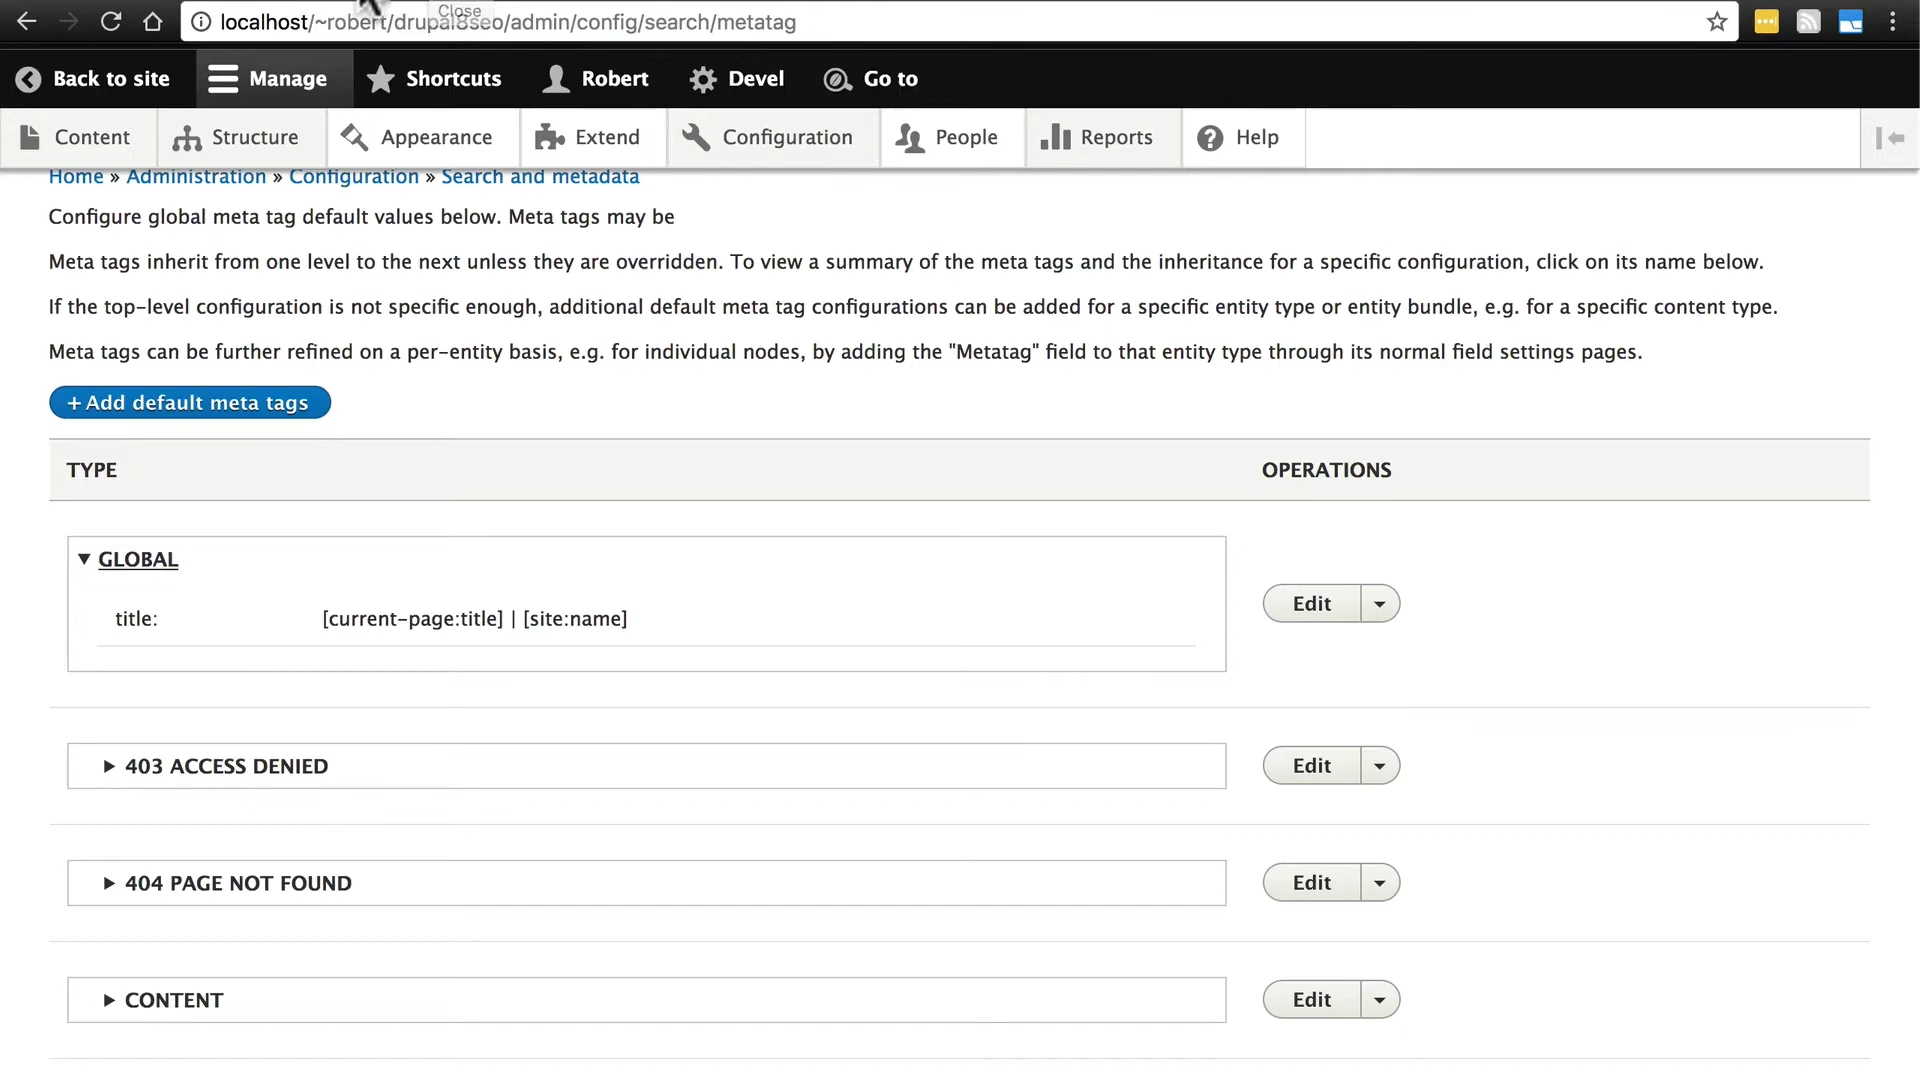 Close
localhost/~robert/drupal8seo/admin/config/search/metatag
Back to site Manage Shortcuts Robert Devel Go to
Content Structure Appearance Extend Configuration People Reports Help
Home » Administration » Configuration » Search and metadata
Configure global meta tag default values below. Meta tags may be
Meta tags inherit from one level to the next unless they are overridden. To view a summary of the meta tags and the inheritance for a specific configuration, click on its name below.
If the top-level configuration is not specific enough, additional default meta tag configurations can be added for a specific entity type or entity bundle, e.g. for a specific content type.
Meta tags can be further refined on a per-entity basis, e.g. for individual nodes, by adding the "Metatag" field to that entity type through its normal field settings pages.
+ Add default meta tags
TYPE OPERATIONS
GLOBAL
title: [current-page:title] | [site:name]
Edit
403 ACCESS DENIED Edit
404 PAGE NOT FOUND Edit
CONTENT Edit